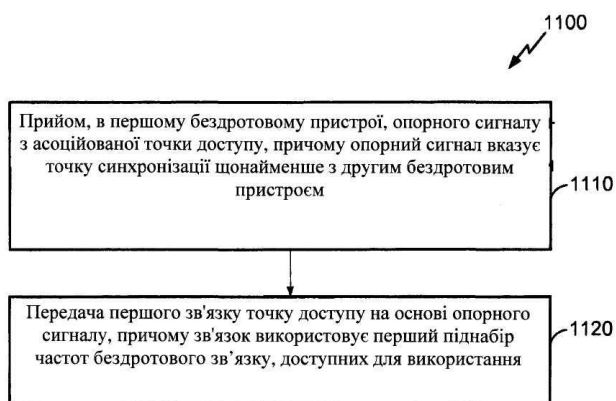 1100
Прийом, в першому бездротовому пристрої, опорного сигналу
з асоційованої точки доступу, причому опорний сигнал вказує
точку синхронізації щонайменше з другим бездротовим
пристроєм
1110
Передача першого зв'язку точку доступу на основі опорного
сигналу, причому зв'язок використовує перший піднабір
частот бездротового зв’язку, доступних для використання
1120